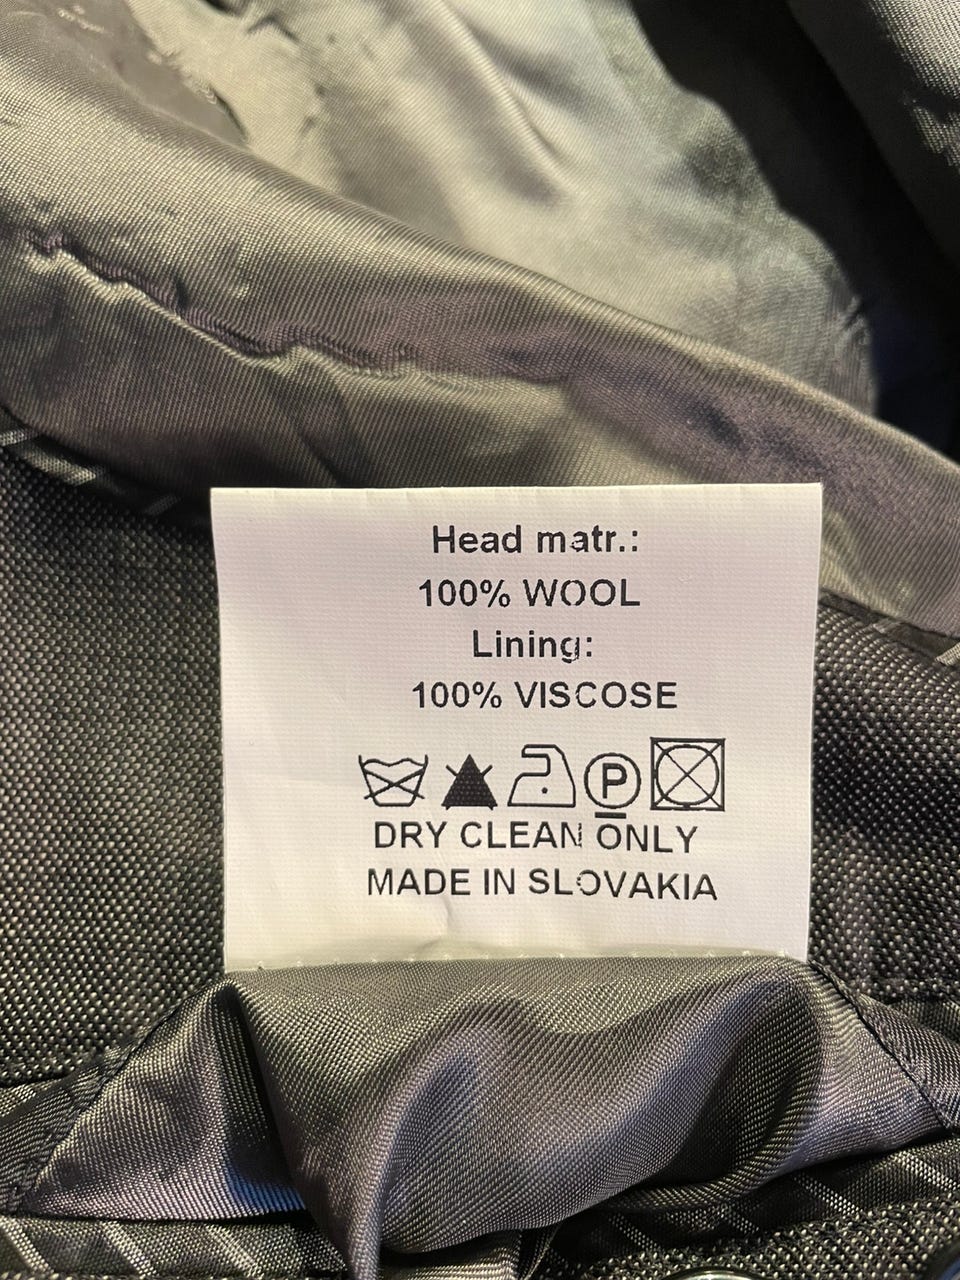 Head matr.:
100% WOOL
Lining:
100% VISCOSE
P
DRY CLEAN ONLY
MADE IN SLOVAKIA